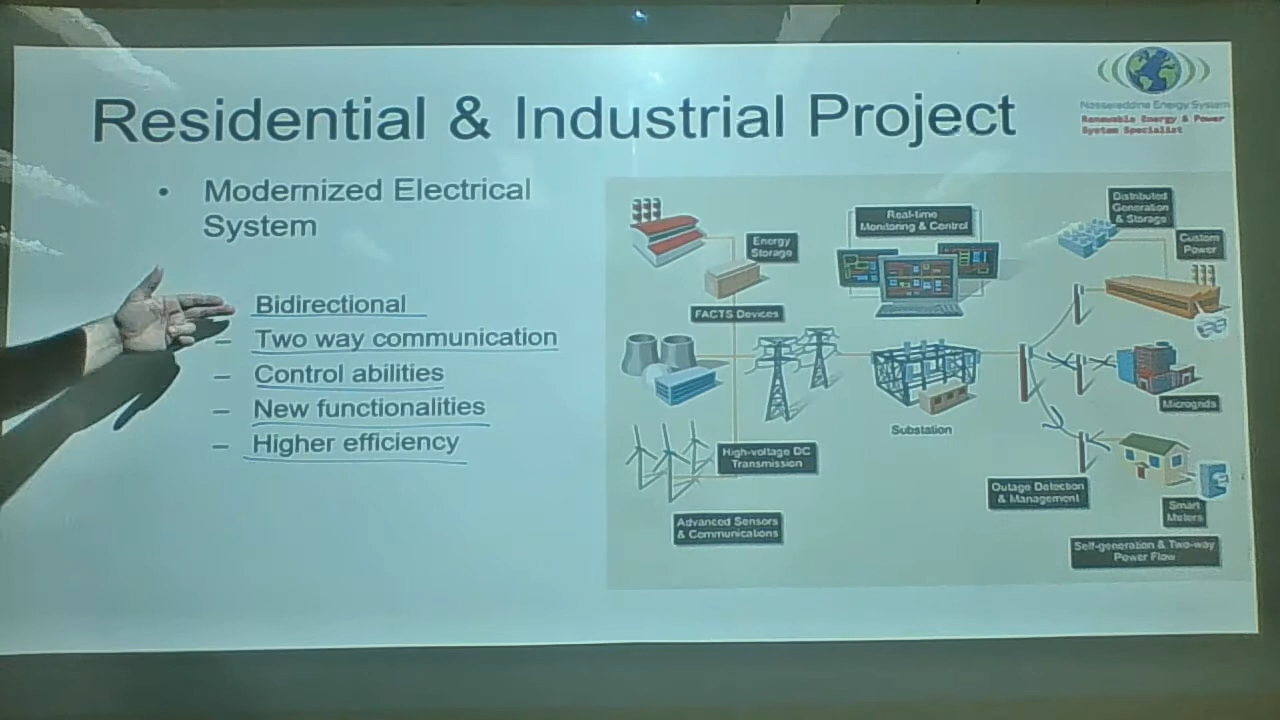 Residential & Industrial Project
Nassereddine Energy System
Renewable Energy & Power
System Specialist
• Modernized Electrical
System
Bidirectional
– Two way communication
– Control abilities
– New functionalities
– Higher efficiency
Energy
Storage
FACTS Devices
High-voltage DC
Transmission
Advanced Sensors
& Communications
Real-time
Monitoring & Control
Substation
Distributed
Generation
& Storage
Custom
Power
Microgrids
Outage Detection
& Management
Smart
Meters
Self-generation & Two-way
Power Flow